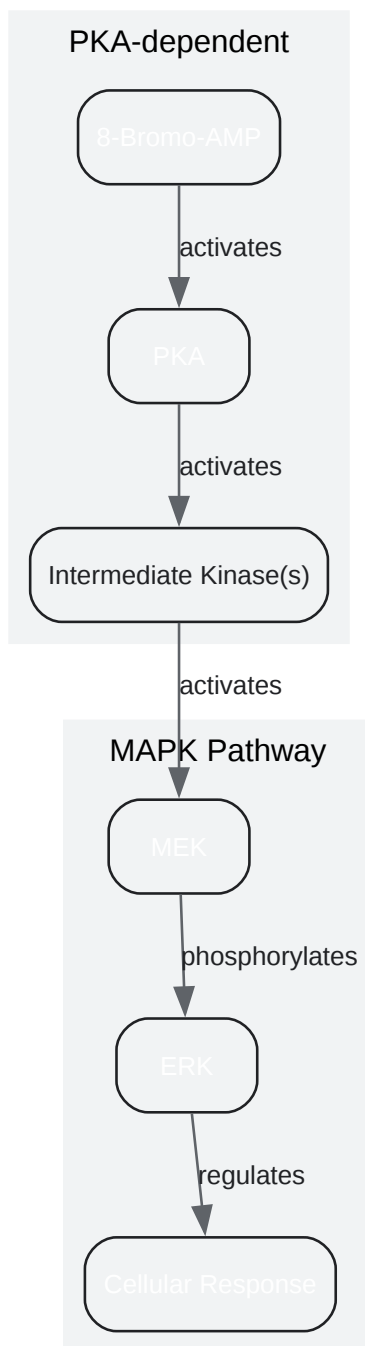 PKA-dependent
8-Bromo-AMP
activates
PKA
activates
Intermediate Kinase(s)
activates
MAPK Pathway
MEK
phosphorylates
ERK
regulates
Cellular Response